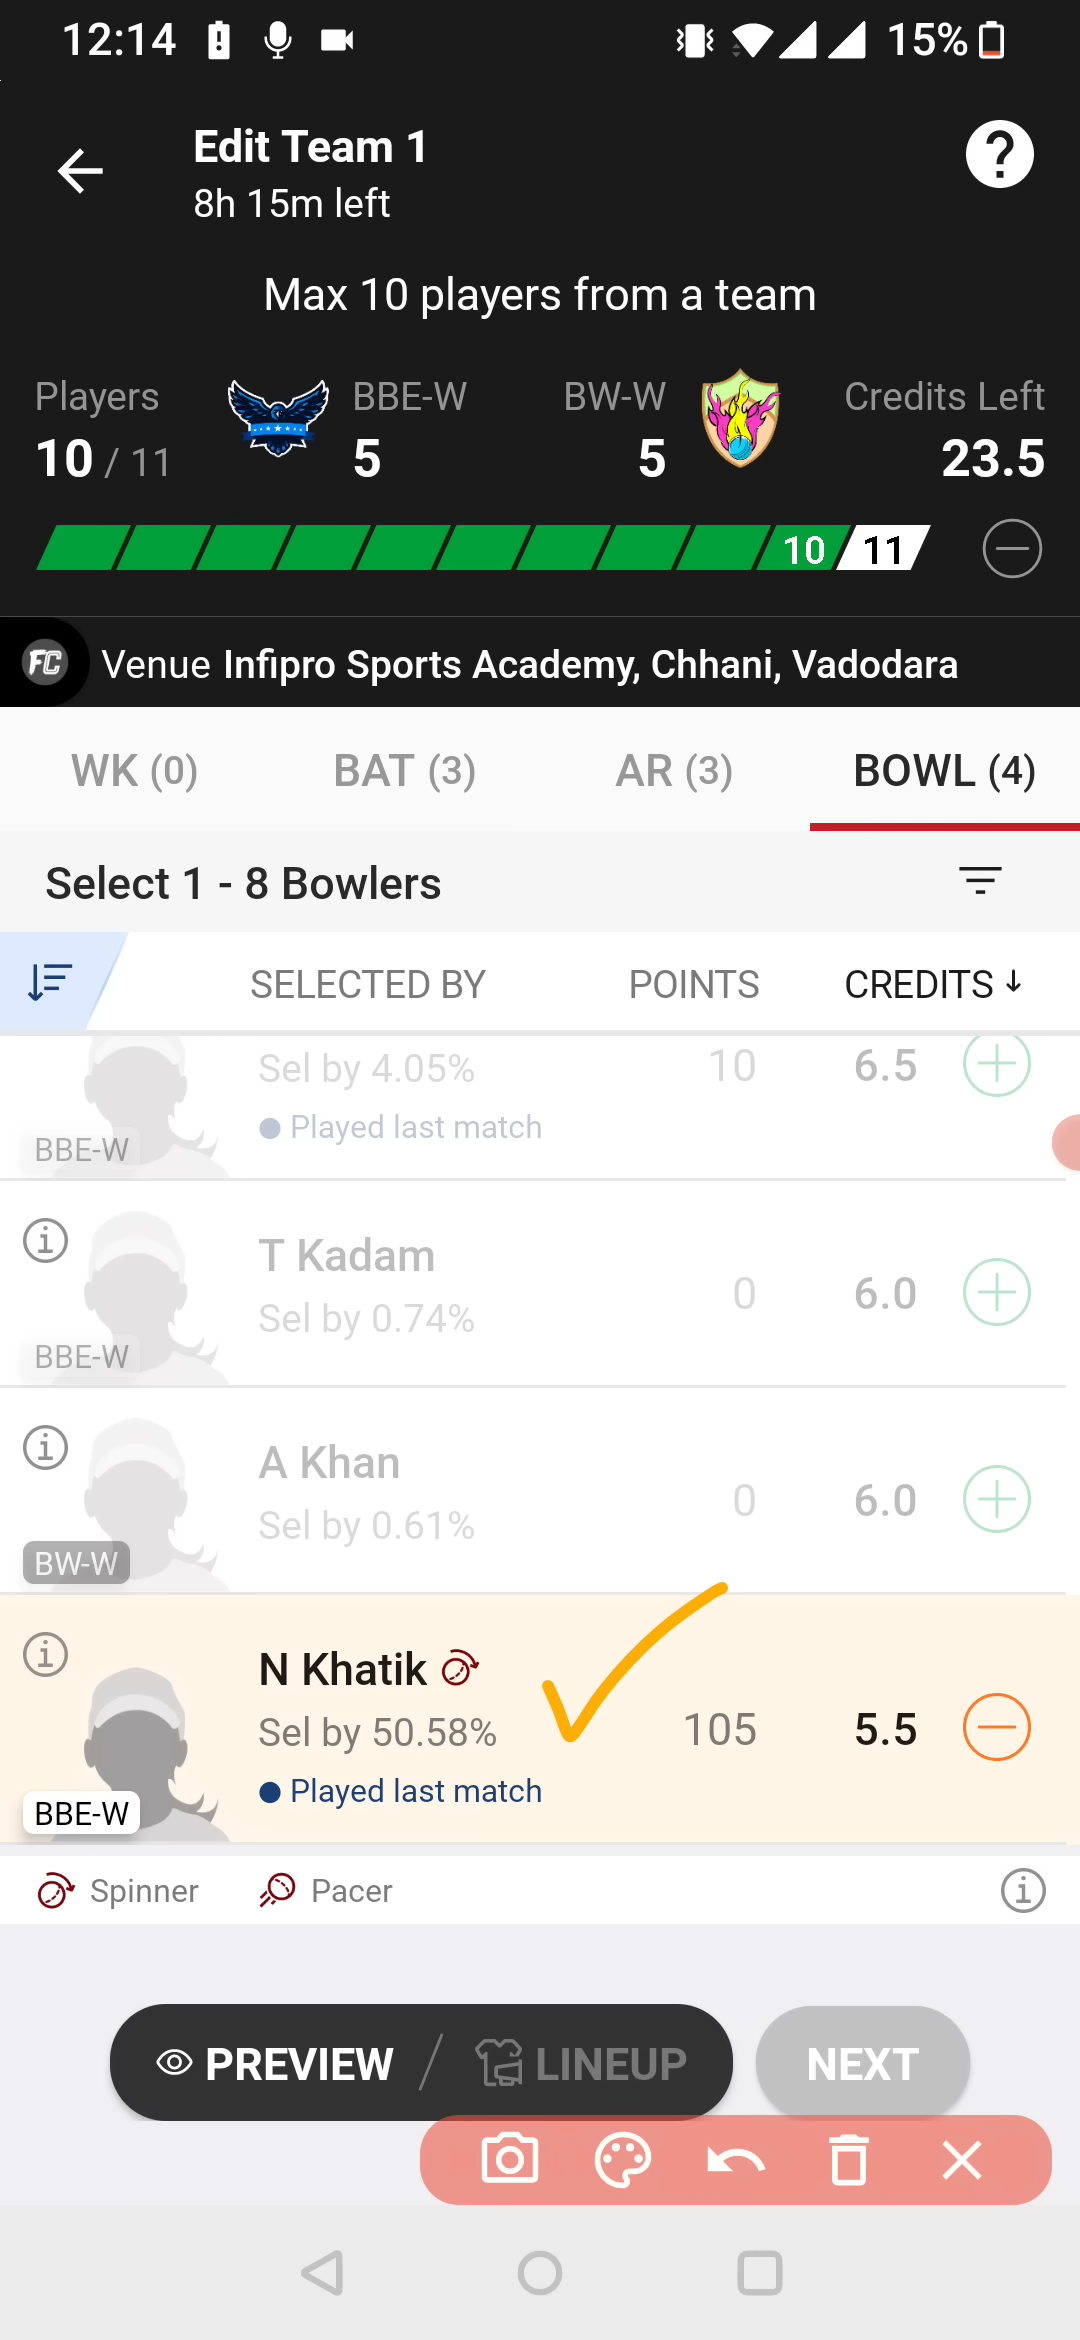 12:14 15%
Edit Team 1
8h 15m left
Max 10 players from a team
Players BBE-W BW-W Credits Left
10 / 11 5 5 23.5
10 11
FC Venue Infipro Sports Academy, Chhani, Vadodara
WK (0) BAT (3) AR (3) BOWL (4)
Select 1 - 8 Bowlers
SELECTED BY POINTS CREDITS ↓
Sel by 4.05% 10 6.5
Played last match
BBE-W
T Kadam
Sel by 0.74% 0 6.0
BBE-W
A Khan
Sel by 0.61% 0 6.0
BW-W
N Khatik
Sel by 50.58% 105 5.5
Played last match
BBE-W
Spinner Pacer
PREVIEW LINEUP NEXT